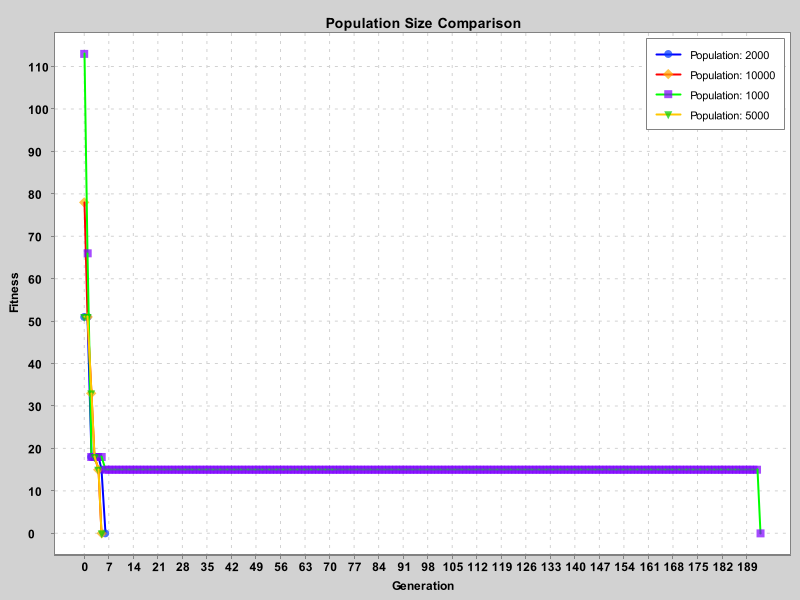 Population Size Comparison
Population: 2000
Population: 10000
Population: 1000
Population: 5000
Fitness
110
100
90
80
70
60
50
40
30
20
10
0
0 7 14 21 28 35 42 49 56 63 70 77 84 91 98 105 112 119 126 133 140 147 154 161 168 175 182 189
Generation